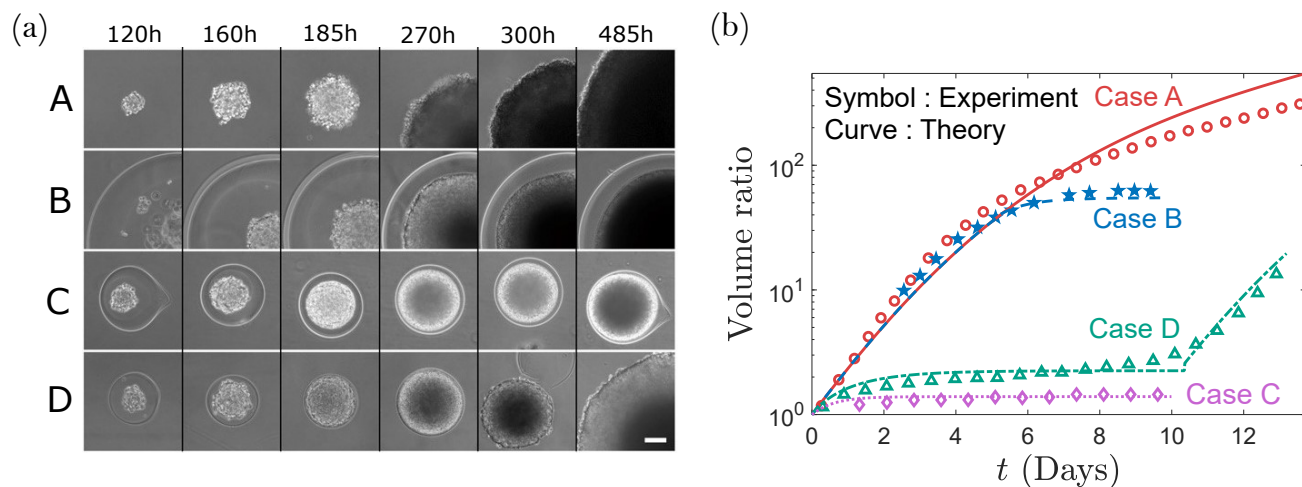 (a)
120h 160h 185h 270h 300h 485h
A
B
C
D
(b)
Volume ratio
10^2
10^1
10^0
Symbol : Experiment
Curve : Theory
Case A
Case B
Case D
Case C
0 2 4 6 8 10 12
t (Days)